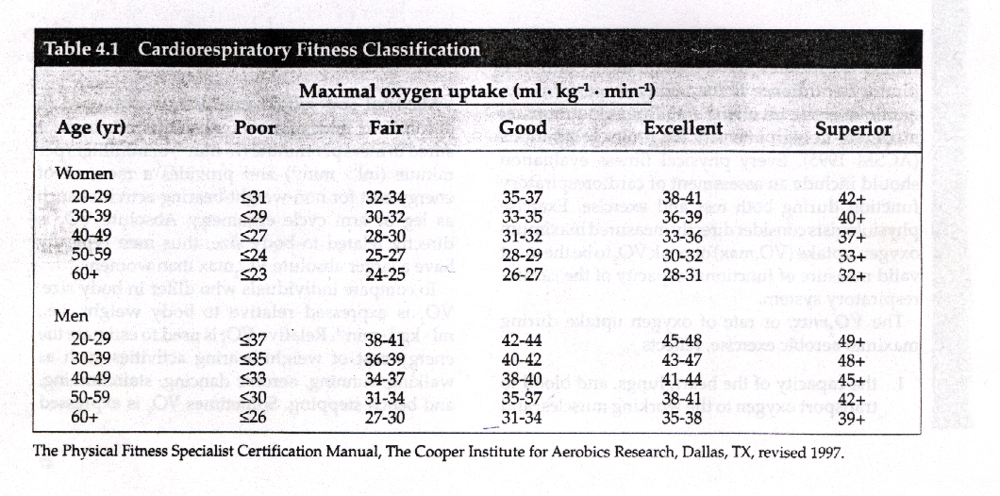 Table 4.1 Cardiorespiratory Fitness Classification
Maximal oxygen uptake (ml · kg⁻¹ · min⁻¹)
Age (yr) Poor Fair Good Excellent Superior
Women
20-29 ≤31 32-34 35-37 38-41 42+
30-39 ≤29 30-32 33-35 36-39 40+
40-49 ≤27 28-30 31-32 33-36 37+
50-59 ≤24 25-27 28-29 30-32 33+
60+ ≤23 24-25 26-27 28-31 32+
Men
20-29 ≤37 38-41 42-44 45-48 49+
30-39 ≤35 36-39 40-42 43-47 48+
40-49 ≤33 34-37 38-40 41-44 45+
50-59 ≤30 31-34 35-37 38-41 42+
60+ ≤26 27-30 31-34 35-38 39+
The Physical Fitness Specialist Certification Manual, The Cooper Institute for Aerobics Research, Dallas, TX, revised 1997.